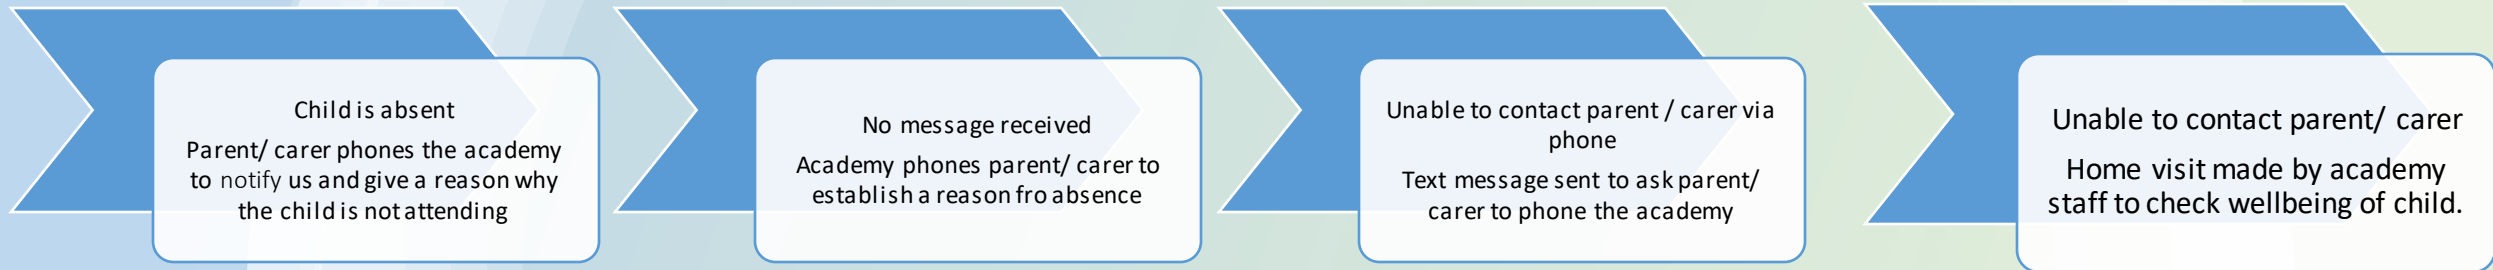 Child is absent
Parent/ carer phones the academy
to notify us and give a reason why
the child is not attending
No message received
Academy phones parent/ carer to
establish a reason fro absence
Unable to contact parent / carer via
phone
Text message sent to ask parent/
carer to phone the academy
Unable to contact parent/ carer
Home visit made by academy
staff to check wellbeing of child.